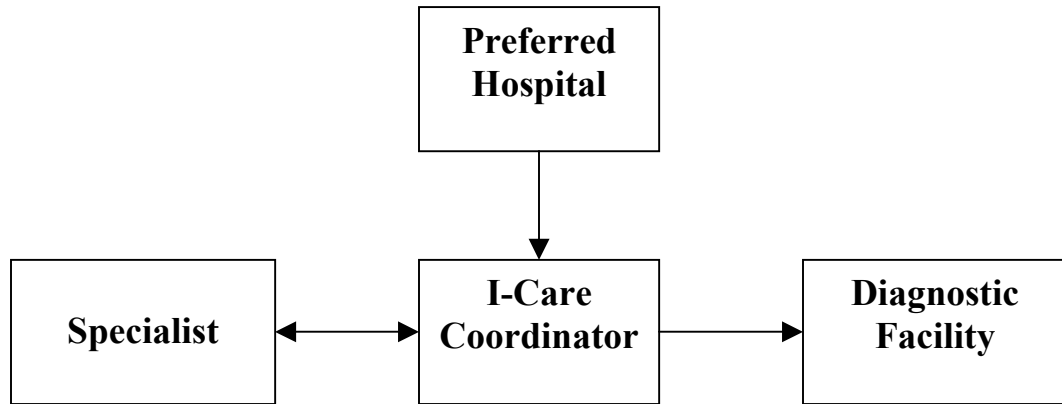 Preferred
Hospital
Specialist
I-Care
Coordinator
Diagnostic
Facility